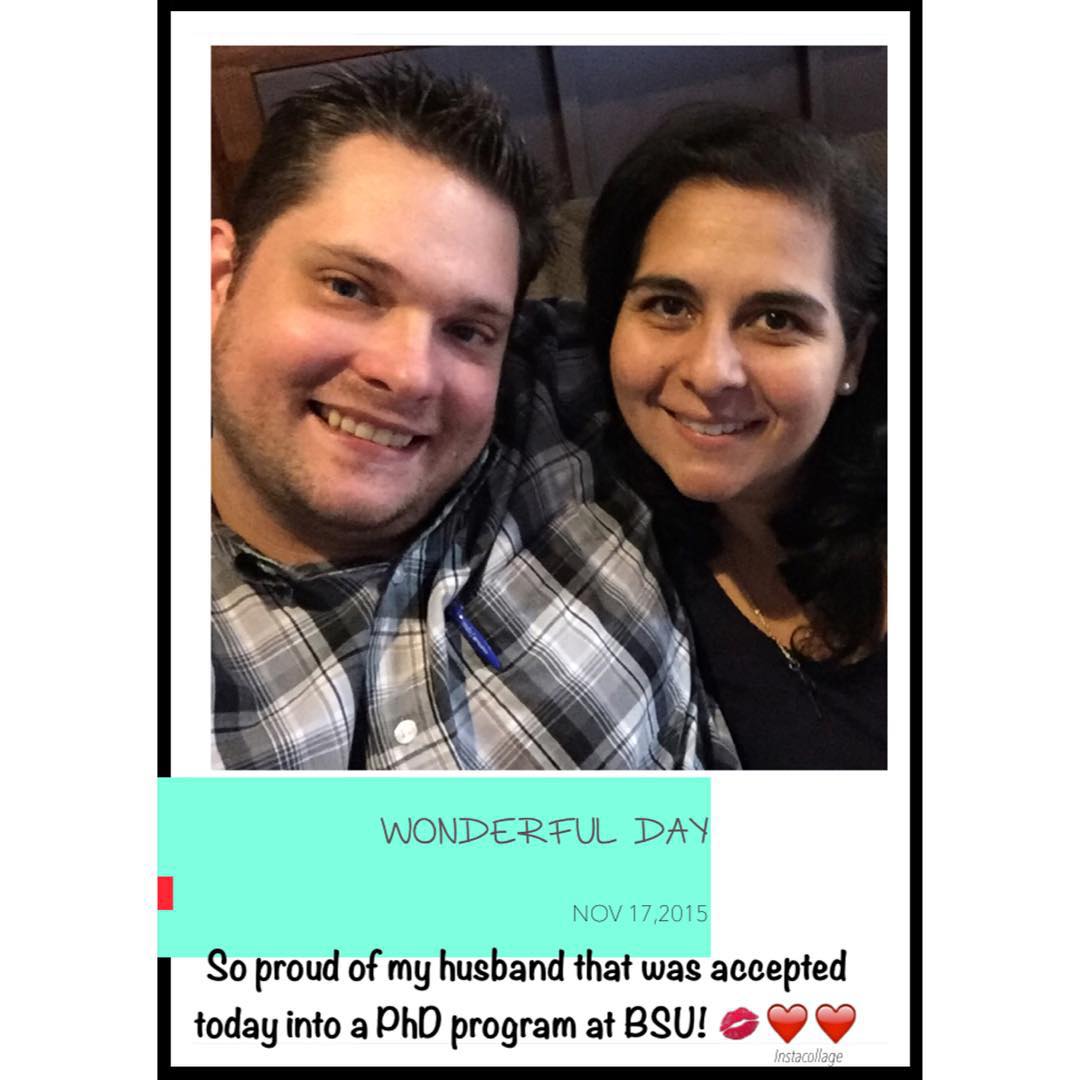 WONDERFUL DAY
NOV 17,2015
So proud of my husband that was accepted
today into a PhD program at BSU! 💋❤️❤️
Instacollage